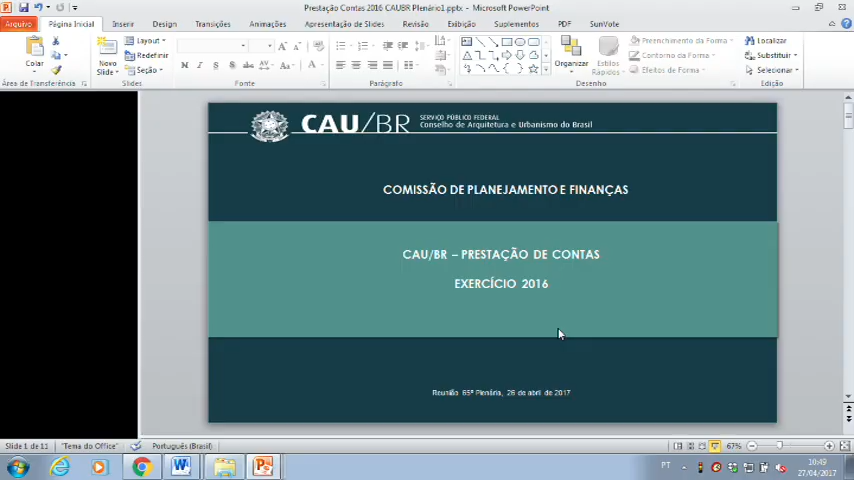 Prestação Contas 2016 CAUBR Plenário1.pptx - Microsoft PowerPoint
Arquivo Página Inicial Inserir Design Transições Animações Apresentação de Slides Revisão Exibição Suplementos PDF SunVote
Colar
Área de Transferência
Novo Slide
Layout
Redefinir
Seção
Slides
N I S S abc AV Aa A
Fonte
Parágrafo
Organizar
Estilos Rápidos
Preenchimento da Forma
Contorno da Forma
Efeitos de Forma
Desenho
Localizar
Substituir
Selecionar
Edição
CAU/BR
SERVIÇO PÚBLICO FEDERAL
Conselho de Arquitetura e Urbanismo do Brasil
COMISSÃO DE PLANEJAMENTO E FINANÇAS
CAU/BR – PRESTAÇÃO DE CONTAS
EXERCÍCIO 2016
Reunião 65ª Plenária, 26 de abril de 2017
Slide 1 de 11 "Tema do Office" Português (Brasil) 67%
PT 10:49
27/04/2017